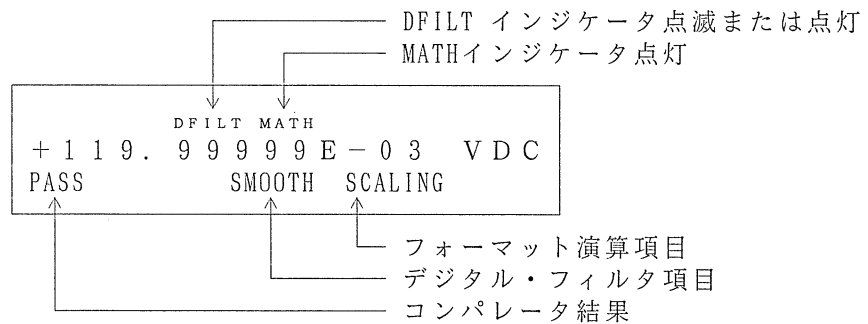 DFILT インジケータ点滅または点灯
MATHインジケータ点灯
DFILT MATH
+119.99999E-03 VDC
PASS SMOOTH SCALING
フォーマット演算項目
デジタル・フィルタ項目
コンパレータ結果